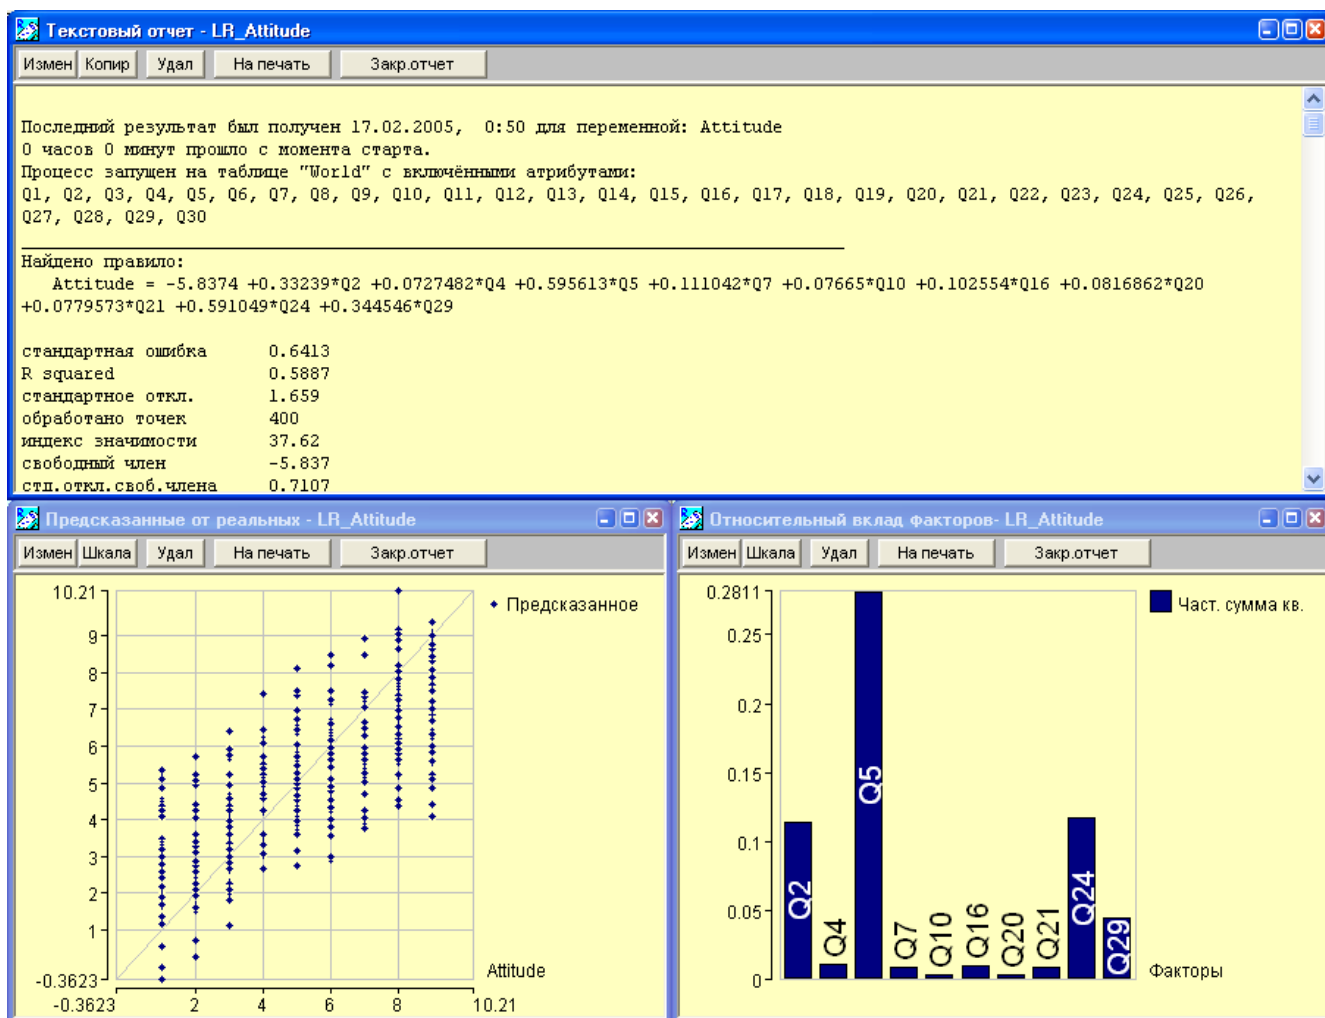 Текстовый отчет - LR_Attitude
Измен Копир Удал На печать Закр.отчет
Последний результат был получен 17.02.2005, 0:50 для переменной: Attitude
0 часов 0 минут прошло с момента старта.
Процесс запущен на таблице "World" с включёнными атрибутами:
Q1, Q2, Q3, Q4, Q5, Q6, Q7, Q8, Q9, Q10, Q11, Q12, Q13, Q14, Q15, Q16, Q17, Q18, Q19, Q20, Q21, Q22, Q23, Q24, Q25, Q26,
Q27, Q28, Q29, Q30
Найдено правило:
Attitude = -5.8374 +0.33239*Q2 +0.0727482*Q4 +0.595613*Q5 +0.111042*Q7 +0.07665*Q10 +0.102554*Q16 +0.0816862*Q20
+0.0779573*Q21 +0.591049*Q24 +0.344546*Q29
стандартная ошибка 0.6413
R squared 0.5887
стандартное откл. 1.659
обработано точек 400
индекс значимости 37.62
свободный член -5.837
стд.откл.своб.члена 0.7107
Предсказанные от реальных - LR_Attitude
Измен Шкала Удал На печать Закр.отчет
10.21
9
8
7
6
5
4
3
2
1
-0.3623
-0.3623 2 4 6 8 10.21
Предсказанное
Attitude
Относительный вклад факторов- LR_Attitude
Измен Шкала Удал На печать Закр.отчет
0.2811
0.25
0.2
0.15
0.1
0.05
0
Q2 Q4 Q5 Q7 Q10 Q16 Q20 Q21 Q24 Q29
Част. сумма кв.
Факторы